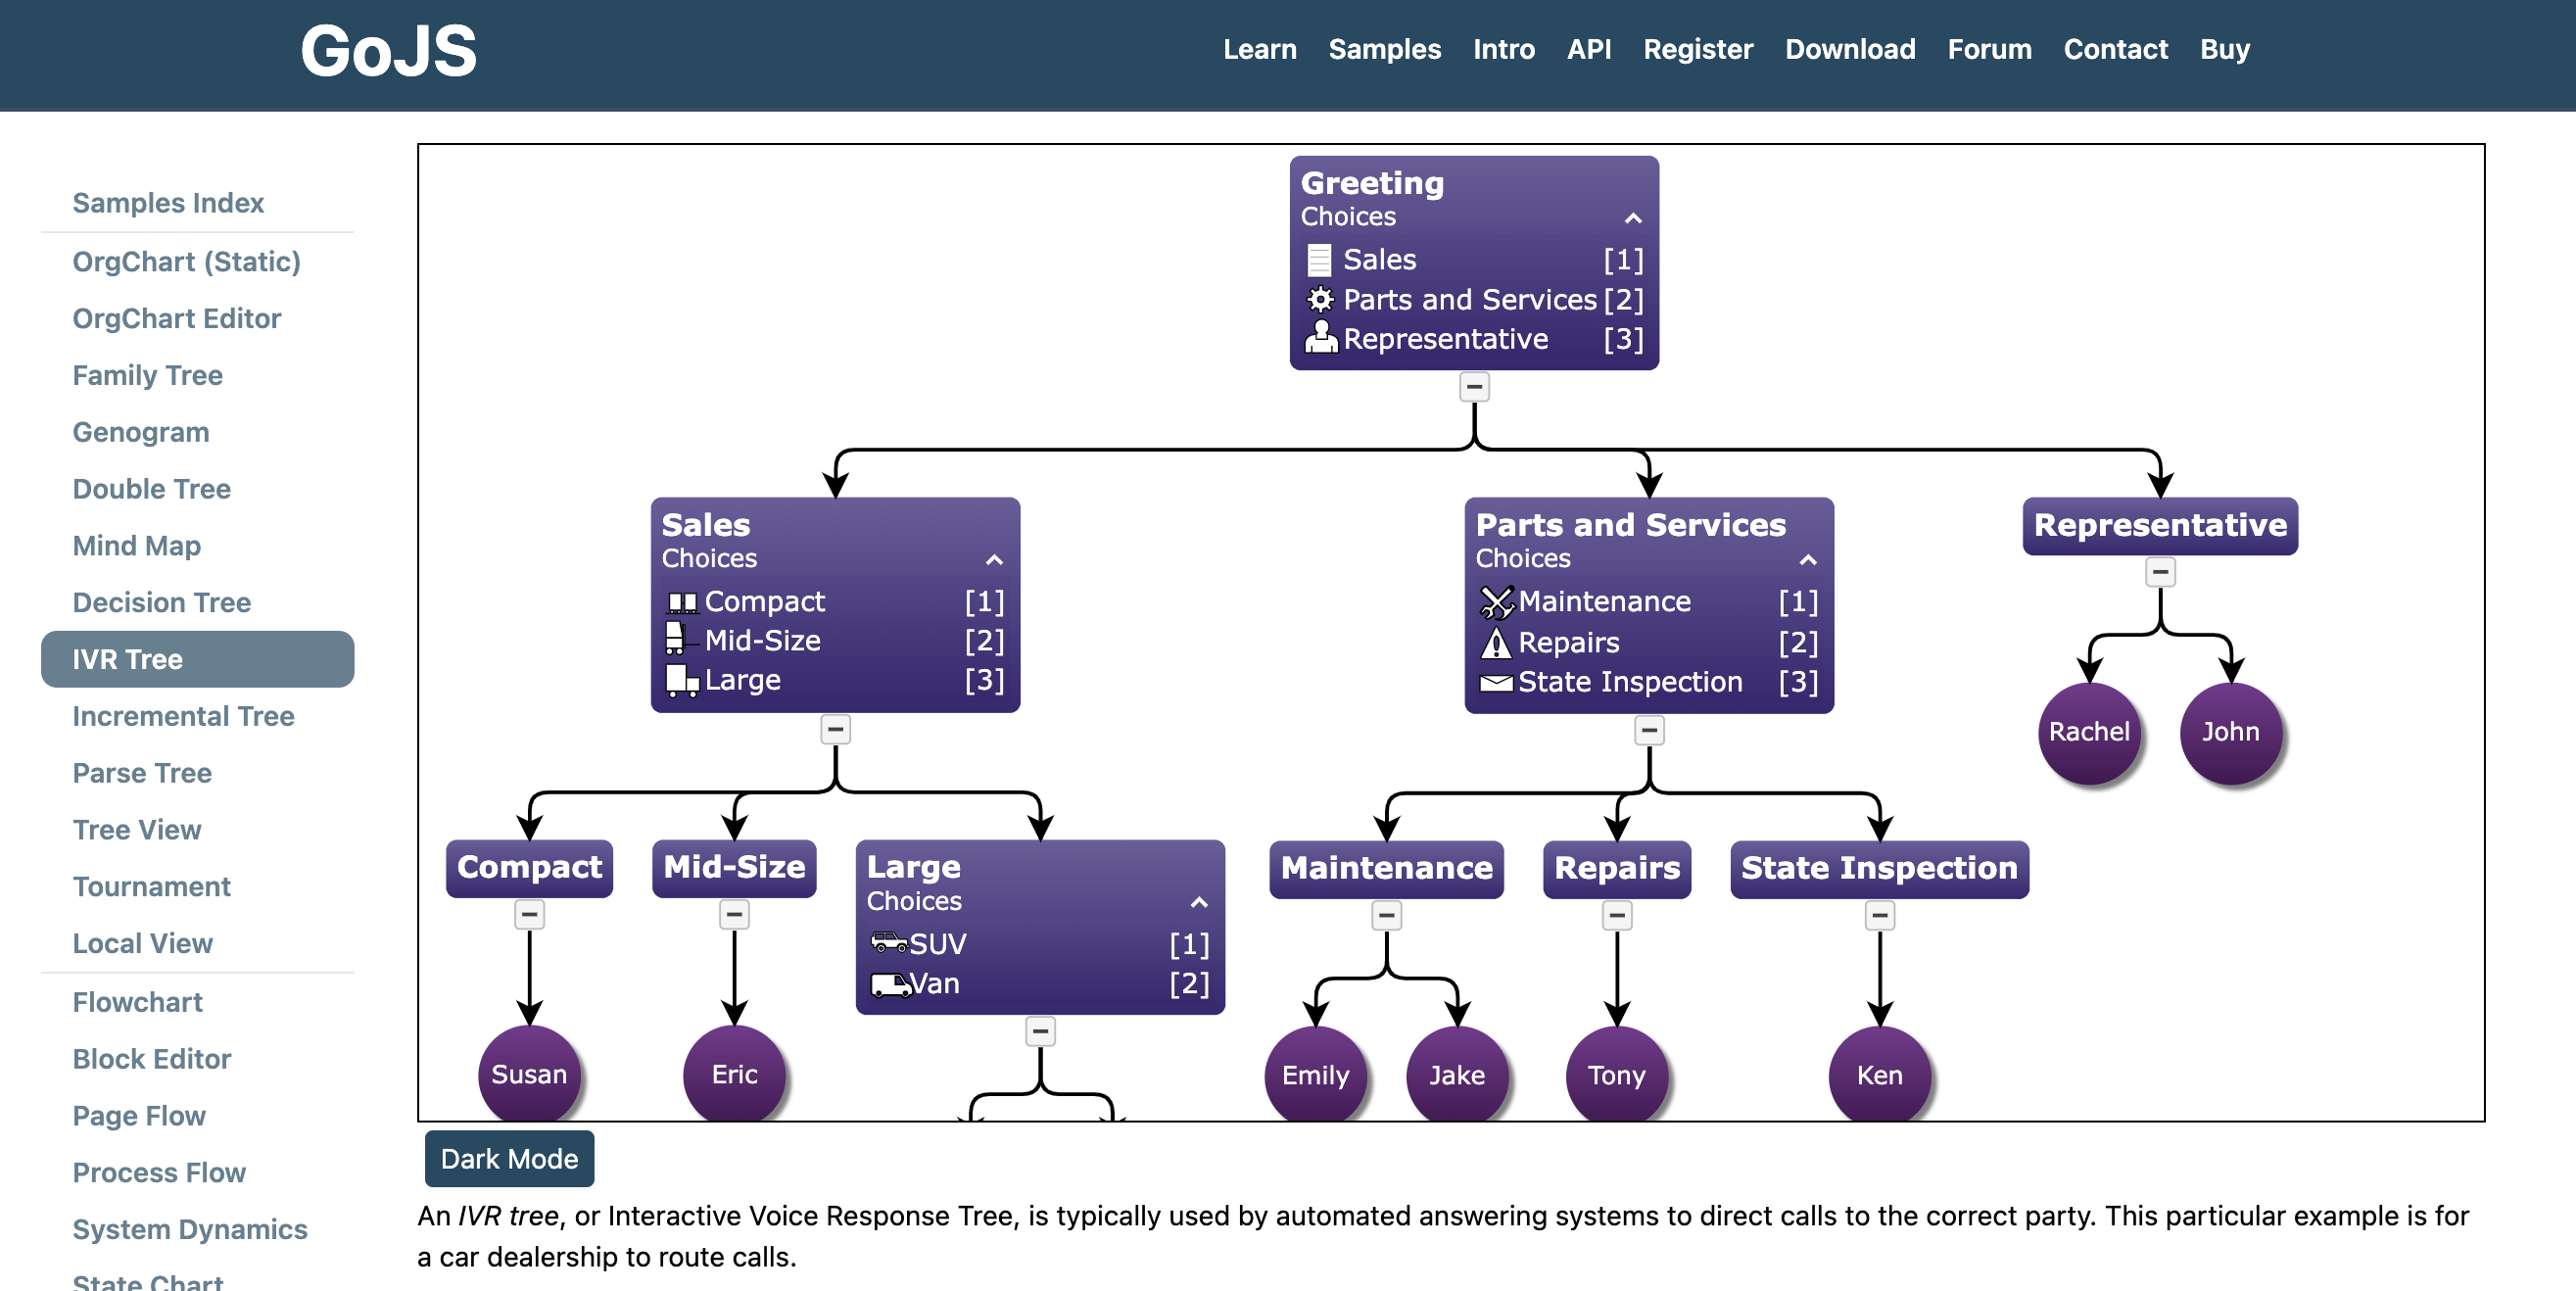 GoJS
Learn Samples Intro API Register Download Forum Contact Buy
Samples Index
OrgChart (Static)
OrgChart Editor
Family Tree
Genogram
Double Tree
Mind Map
Decision Tree
IVR Tree
Incremental Tree
Parse Tree
Tree View
Tournament
Local View
Flowchart
Block Editor
Page Flow
Process Flow
System Dynamics
State Chart
Greeting
Choices
Sales [1]
Parts and Services [2]
Representative [3]
Sales
Choices
Compact [1]
Mid-Size [2]
Large [3]
Parts and Services
Choices
Maintenance [1]
Repairs [2]
State Inspection [3]
Representative
Rachel
John
Compact
Mid-Size
Large
Choices
SUV [1]
Van [2]
Maintenance
Repairs
State Inspection
Susan
Eric
Emily
Jake
Tony
Ken
Dark Mode
An IVR tree, or Interactive Voice Response Tree, is typically used by automated answering systems to direct calls to the correct party. This particular example is for
a car dealership to route calls.